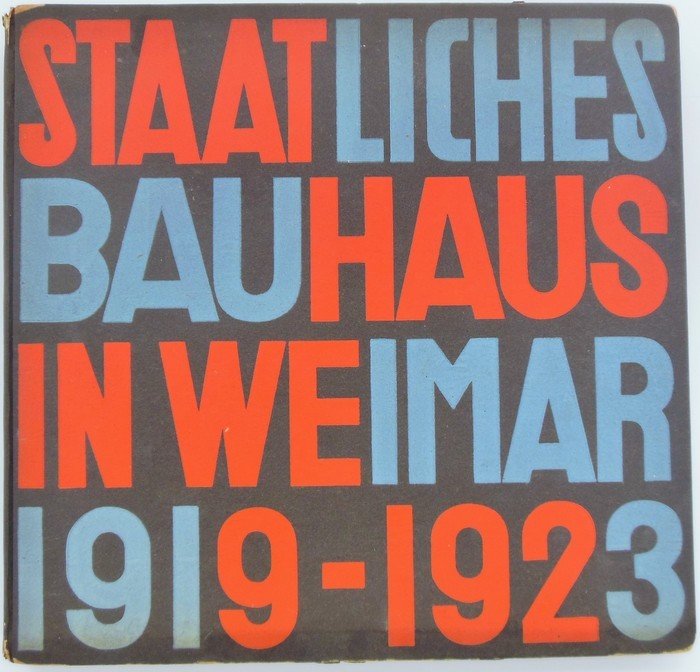 STAATLICHES
BAUHAUS
IN WEIMAR
1919-1923